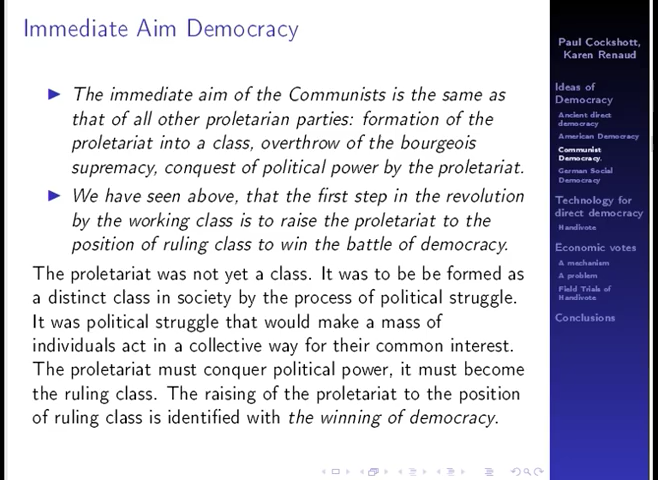 Immediate Aim Democracy
▶ The immediate aim of the Communists is the same as
that of all other proletarian parties: formation of the
proletariat into a class, overthrow of the bourgeois
supremacy, conquest of political power by the proletariat.
▶ We have seen above, that the first step in the revolution
by the working class is to raise the proletariat to the
position of ruling class to win the battle of democracy.
The proletariat was not yet a class. It was to be be formed as
a distinct class in society by the process of political struggle.
It was political struggle that would make a mass of
individuals act in a collective way for their common interest.
The proletariat must conquer political power, it must become
the ruling class. The raising of the proletariat to the position
of ruling class is identified with the winning of democracy.
Paul Cockshott,
Karen Renaud
Ideas of
Democracy
Ancient direct
democracy
American Democracy
Communist
Democracy.
German Social
Democracy
Technology for
direct democracy
Handivote
Economic votes
A mechanism
A problem
Field Trials of
Handivote
Conclusions